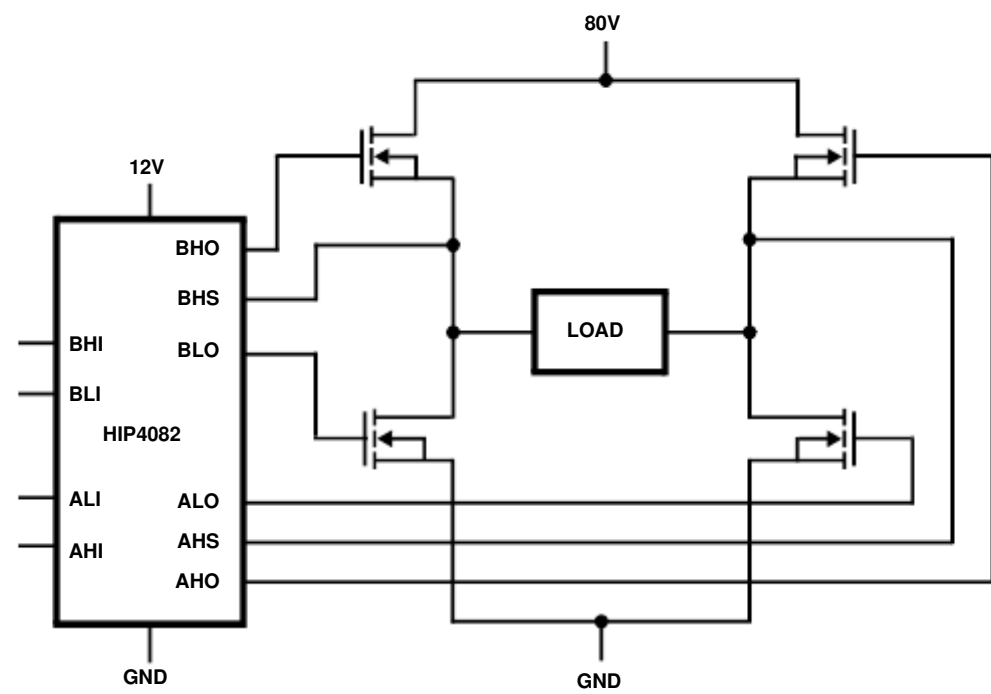 80V
12V
BHO
BHS
BHI
BLO
LOAD
BLI
HIP4082
ALI
ALO
AHS
AHI
AHO
GND
GND